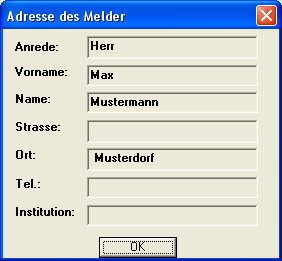 Adresse des Melder
Anrede: Herr
Vorname: Max
Name: Mustermann
Strasse:
Ort: Musterdorf
Tel.:
Institution:
OK